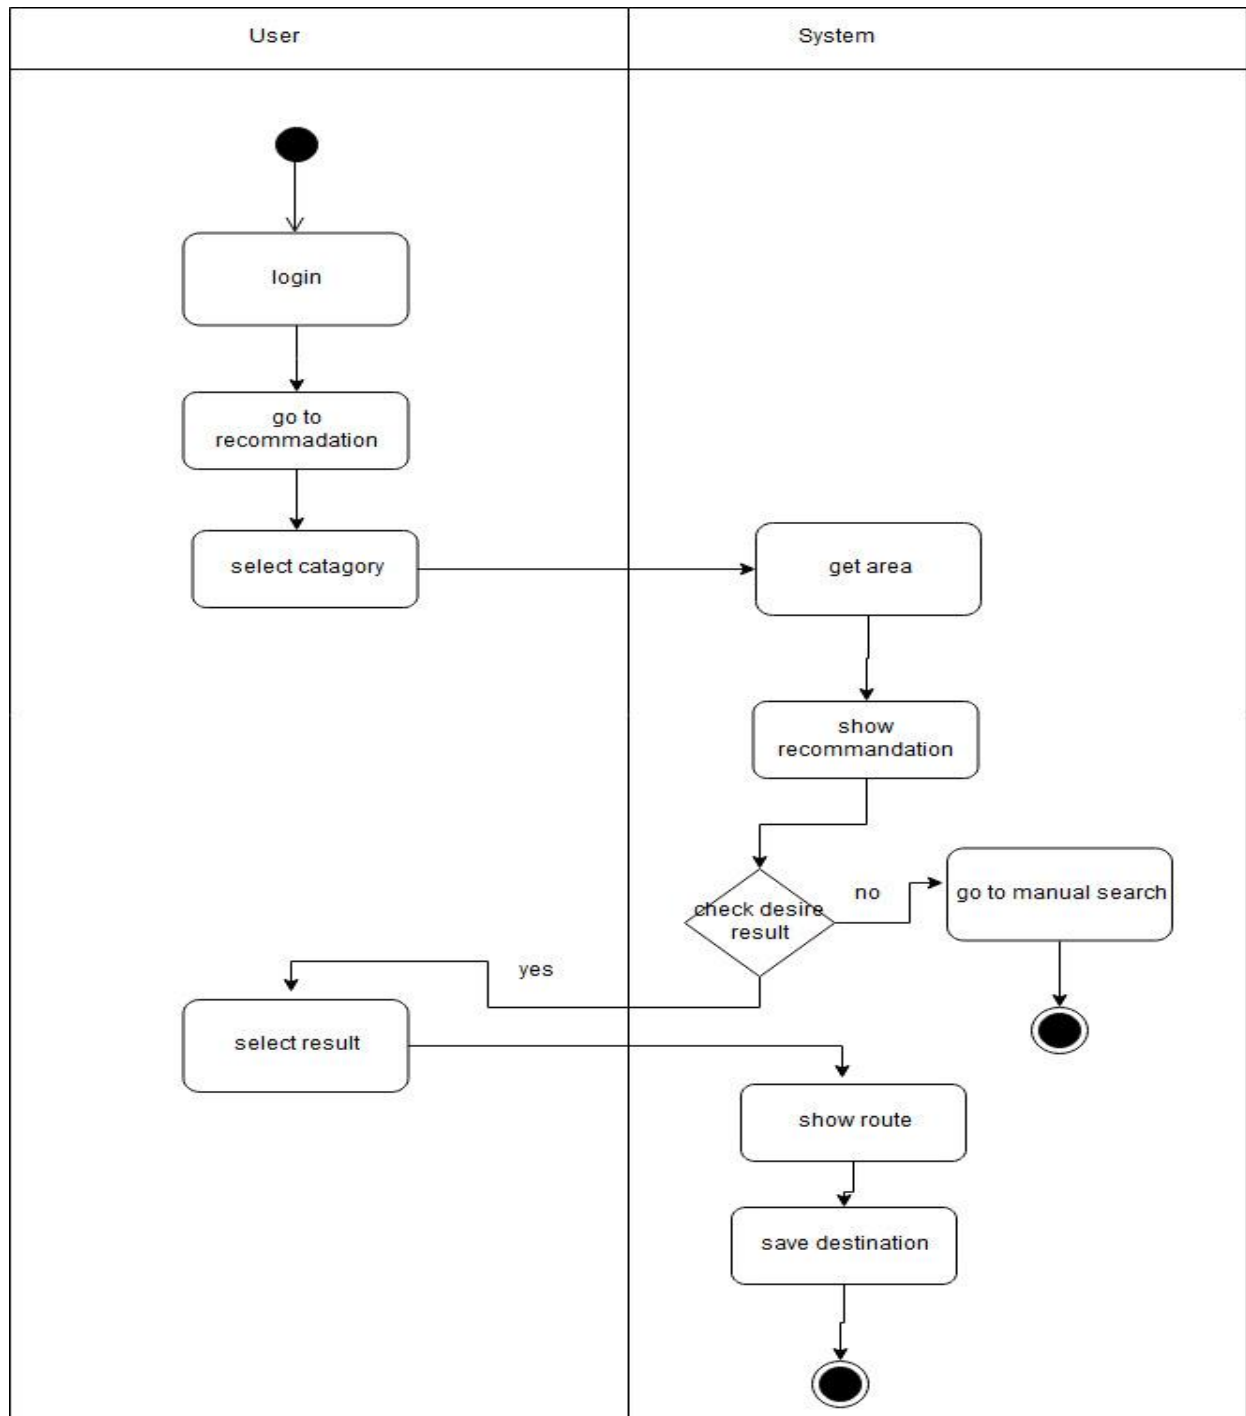 User
System
login
go to
recommadation
select catagory
get area
show
recommandation
check desire
result
no
go to manual search
yes
select result
show route
save destination